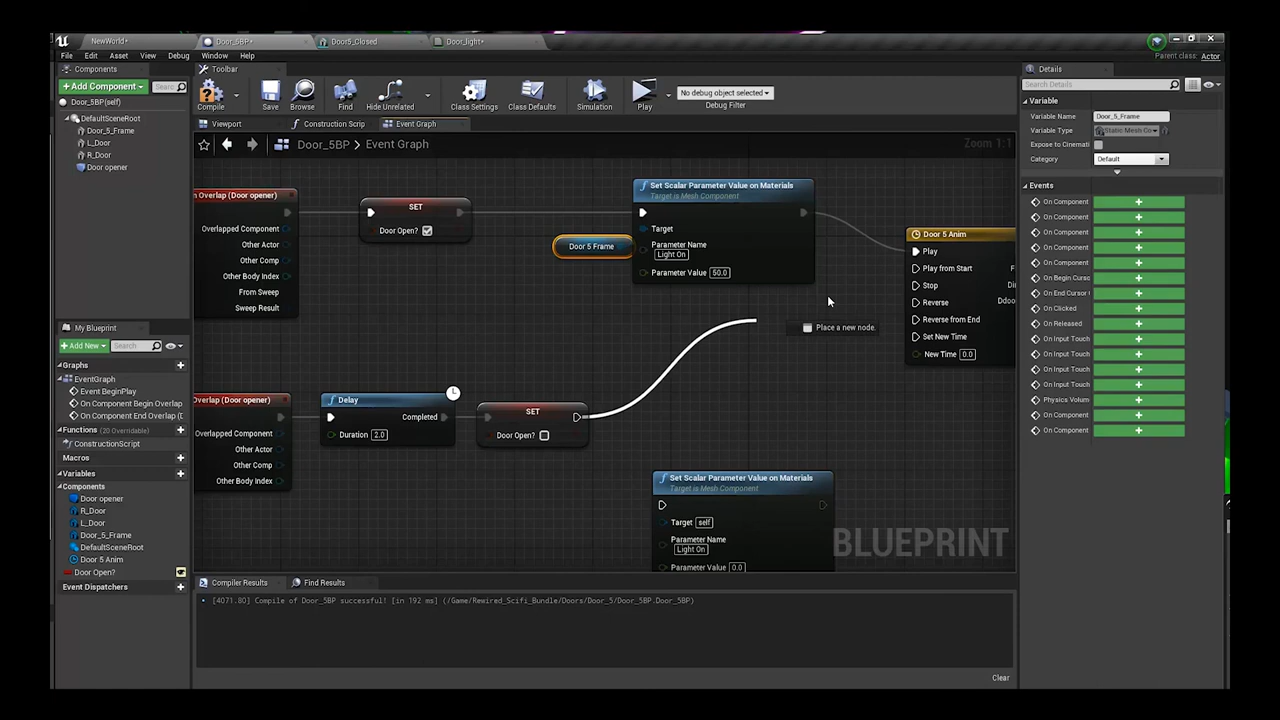 NewWorld*
Door_5BP*
Door5_Closed
Door_light*
File Edit Asset View Debug Window Help
Parent class: Actor
Components
Toolbar
Details
+ Add Component
Searc
Compile
Save
Browse
Find
Hide Unrelated
Class Settings
Class Defaults
Simulation
Play
No debug object selected
Debug Filter
Search Details
Door_5BP(self)
DefaultSceneRoot
Door_5_Frame
L_Door
R_Door
Door opener
Variable
Variable Name Door_5_Frame
Variable Type Static Mesh Co
Expose to Cinemati
Category Default
Viewport
Construction Scrip
Event Graph
Door_5BP
Event Graph
Zoom 1:1
n Overlap (Door opener)
Overlapped Component
Other Actor
Other Comp
Other Body Index
From Sweep
Sweep Result
SET
Door Open?
Door 5 Frame
Set Scalar Parameter Value on Materials
Target is Mesh Component
Target
Parameter Name
Light On
Parameter Value 50.0
Door 5 Anim
Play
Play from Start
Stop
Reverse
Reverse from End
Set New Time
New Time 0.0
F
Di
Ddoo
Place a new node.
Overlap (Door opener)
Overlapped Component
Other Actor
Other Comp
Other Body Index
Delay
Completed
Duration 2.0
SET
Door Open?
Set Scalar Parameter Value on Materials
Target is Mesh Component
Target self
Parameter Name
Light On
Parameter Value 0.0
BLUEPRINT
Events
On Component
On Component
On Component
On Component
On Component
On Begin Curso
On End Cursor
On Clicked
On Released
On Input Touch
On Input Touch
On Input Touch
On Input Touch
Physics Volum
On Component
On Component
My Blueprint
+ Add New
Search
Graphs
EventGraph
Event BeginPlay
On Component Begin Overlap
On Component End Overlap (D
Functions (20 Overridable)
ConstructionScript
Macros
Variables
Components
Door opener
R_Door
L_Door
Door_5_Frame
DefaultSceneRoot
Door 5 Anim
Door Open?
Event Dispatchers
Compiler Results
Find Results
[4071.80] Compile of Door_5BP successful! [in 192 ms] (/Game/Rewired_Scifi_Bundle/Doors/Door_5/Door_5BP.Door_5BP)
Clear